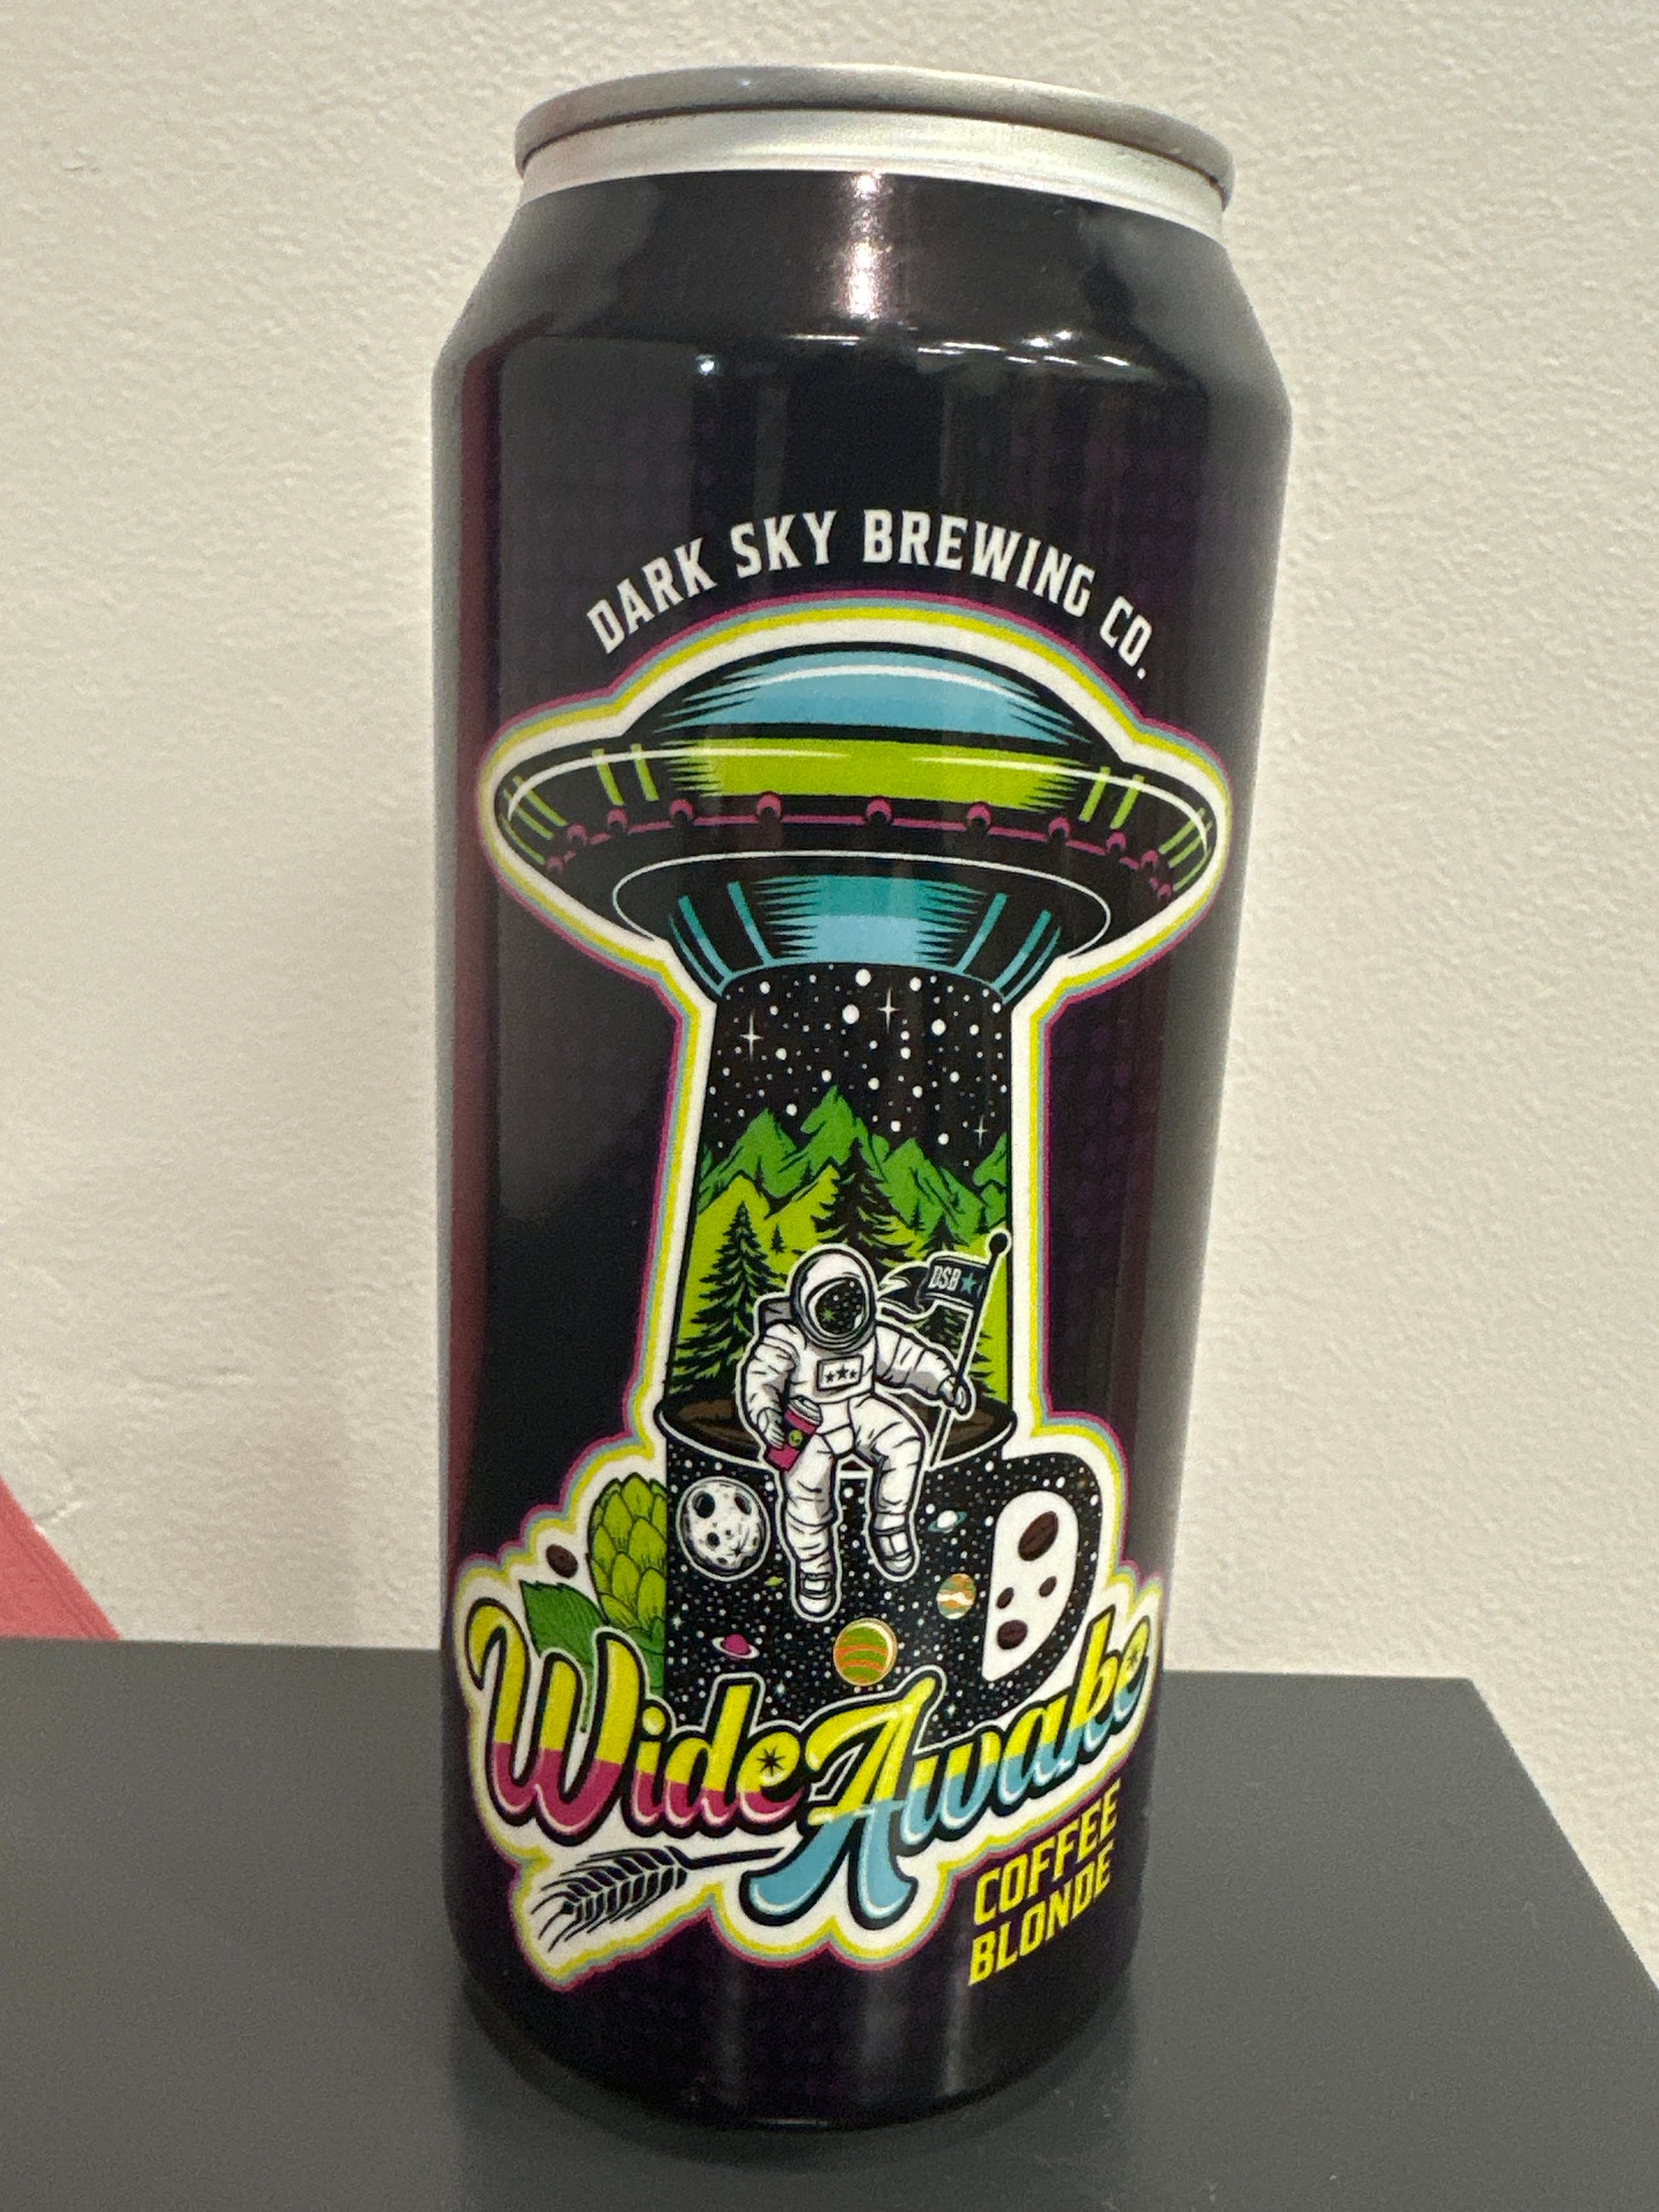 DARK SKY BREWING CO.
DSB
Wide Awake
COFFEE
BLONDE